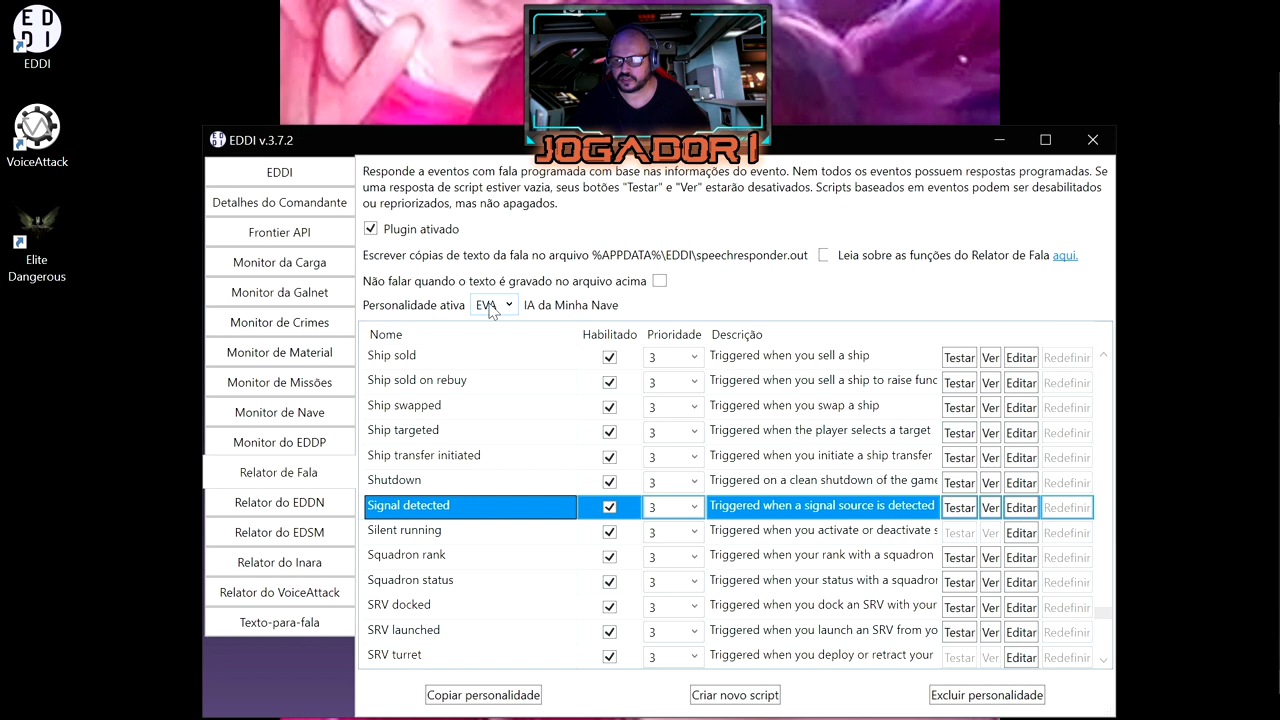 E D
D I
EDDI
VoiceAttack
Elite
Dangerous
JOGADOR 1
EDDI v.3.7.2
EDDI
Detalhes do Comandante
Frontier API
Monitor da Carga
Monitor da Galnet
Monitor de Crimes
Monitor de Material
Monitor de Missões
Monitor de Nave
Monitor do EDDP
Relator de Fala
Relator do EDDN
Relator do EDSM
Relator do Inara
Relator do VoiceAttack
Texto-para-fala
Responde a eventos com fala programada com base nas informações do evento. Nem todos os eventos possuem respostas programadas. Se
uma resposta de script estiver vazia, seus botões "Testar" e "Ver" estarão desativados. Scripts baseados em eventos podem ser desabilitados
ou repriorizados, mas não apagados.
Plugin ativado
Escrever cópias de texto da fala no arquivo %APPDATA%\EDDI\speechresponder.out Leia sobre as funções do Relator de Fala aqui.
Não falar quando o texto é gravado no arquivo acima
Personalidade ativa EVA IA da Minha Nave
Nome Habilitado Prioridade Descrição
Ship sold 3 Triggered when you sell a ship Testar Ver Editar Redefinir
Ship sold on rebuy 3 Triggered when you sell a ship to raise func Testar Ver Editar Redefinir
Ship swapped 3 Triggered when you swap a ship Testar Ver Editar Redefinir
Ship targeted 3 Triggered when the player selects a target Testar Ver Editar Redefinir
Ship transfer initiated 3 Triggered when you initiate a ship transfer Testar Ver Editar Redefinir
Shutdown 3 Triggered on a clean shutdown of the game Testar Ver Editar Redefinir
Signal detected 3 Triggered when a signal source is detected Testar Ver Editar Redefinir
Silent running 3 Triggered when you activate or deactivate s Testar Ver Editar Redefinir
Squadron rank 3 Triggered when your rank with a squadron Testar Ver Editar Redefinir
Squadron status 3 Triggered when your status with a squadro Testar Ver Editar Redefinir
SRV docked 3 Triggered when you dock an SRV with your Testar Ver Editar Redefinir
SRV launched 3 Triggered when you launch an SRV from yo Testar Ver Editar Redefinir
SRV turret 3 Triggered when you deploy or retract your Testar Ver Editar Redefinir
Copiar personalidade Criar novo script Excluir personalidade